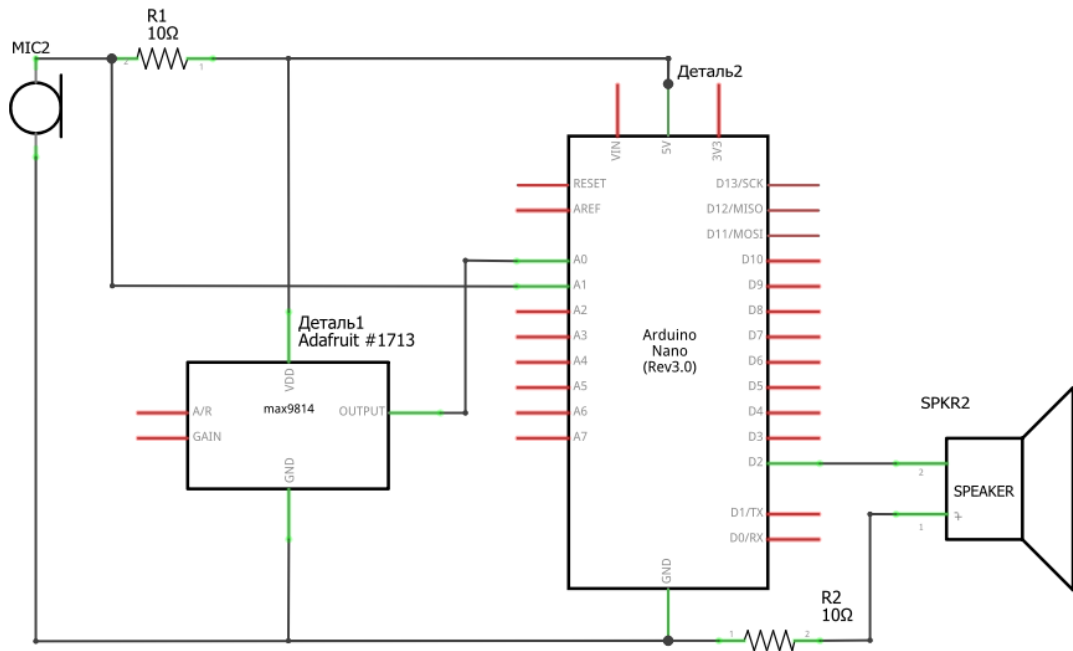 R1
10Ω
MIC2
2
1
Деталь2
VIN
5V
3V3
RESET
D13/SCK
AREF
D12/MISO
D11/MOSI
A0
D10
A1
D9
A2
D8
Деталь1
Adafruit #1713
A3
Arduino
Nano
(Rev3.0)
D7
A4
D6
VDD
A5
D5
max9814
A/R
OUTPUT
A6
D4
SPKR2
GAIN
A7
D3
GND
D2
2
SPEAKER
D1/TX
+
1
D0/RX
GND
R2
10Ω
1
2